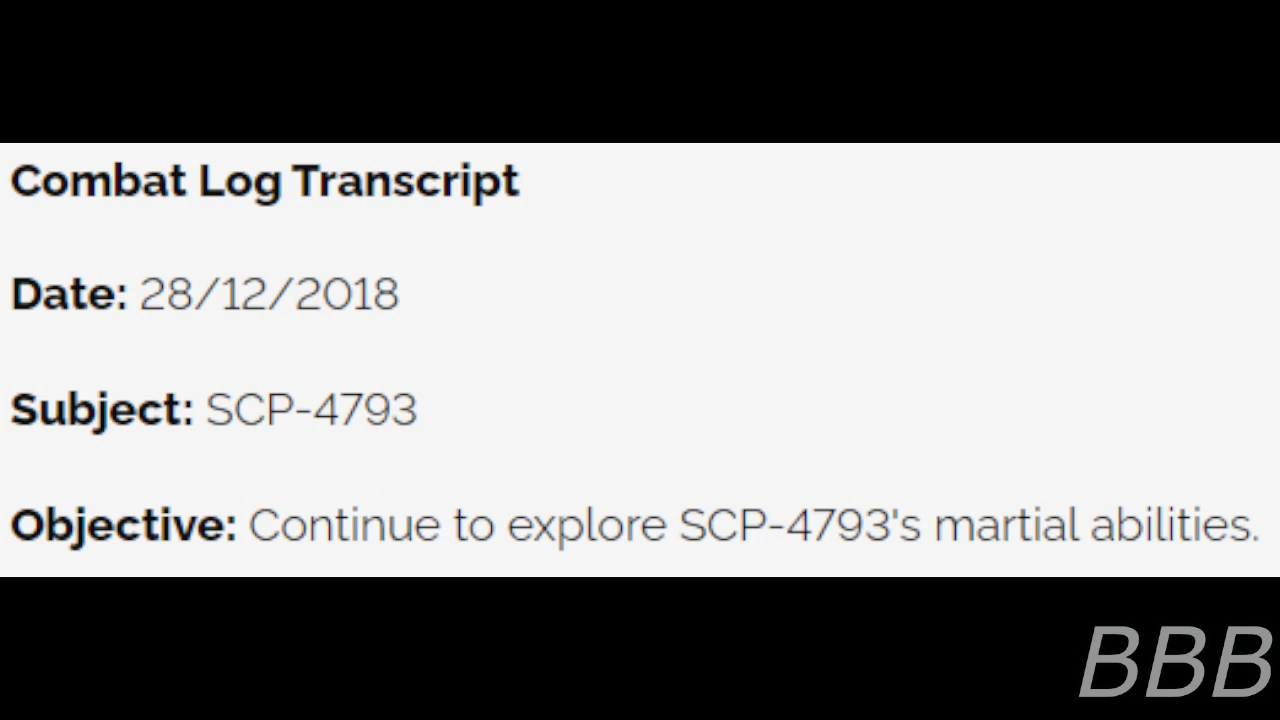 Combat Log Transcript
Date: 28/12/2018
Subject: SCP-4793
Objective: Continue to explore SCP-4793's martial abilities.
BBB